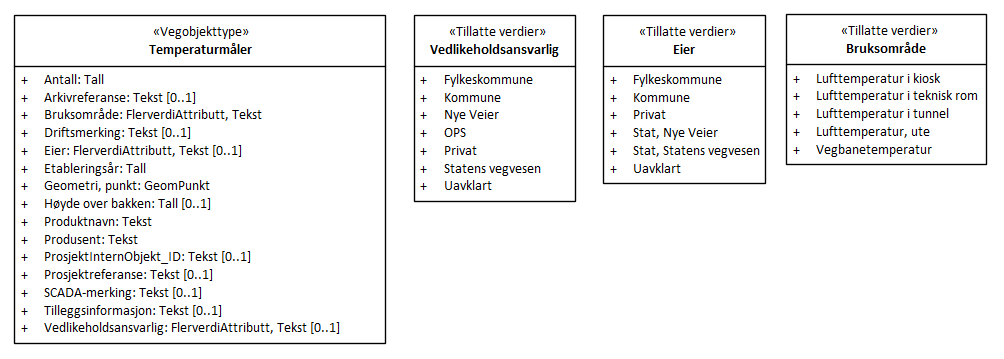 «Vegobjekttype»
Temperaturmåler
+ Antall: Tall
+ Arkivreferanse: Tekst [0..1]
+ Bruksområde: FlerverdiAttributt, Tekst
+ Driftsmerking: Tekst [0..1]
+ Eier: FlerverdiAttributt, Tekst [0..1]
+ Etableringsår: Tall
+ Geometri, punkt: GeomPunkt
+ Høyde over bakken: Tall [0..1]
+ Produktnavn: Tekst
+ Produsent: Tekst
+ ProsjektInternObjekt_ID: Tekst [0..1]
+ Prosjektreferanse: Tekst [0..1]
+ SCADA-merking: Tekst [0..1]
+ Tilleggsinformasjon: Tekst [0..1]
+ Vedlikeholdsansvarlig: FlerverdiAttributt, Tekst [0..1]
«Tillatte verdier»
Vedlikeholdsansvarlig
+ Fylkeskommune
+ Kommune
+ Nye Veier
+ OPS
+ Privat
+ Statens vegvesen
+ Uavklart
«Tillatte verdier»
Eier
+ Fylkeskommune
+ Kommune
+ Privat
+ Stat, Nye Veier
+ Stat, Statens vegvesen
+ Uavklart
«Tillatte verdier»
Bruksområde
+ Lufttemperatur i kiosk
+ Lufttemperatur i teknisk rom
+ Lufttemperatur i tunnel
+ Lufttemperatur, ute
+ Vegbanetemperatur